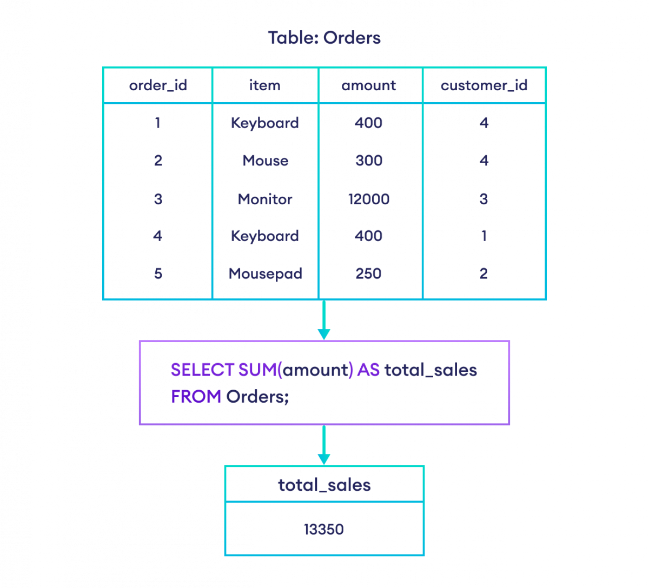 Table: Orders
order_id item amount customer_id
1 Keyboard 400 4
2 Mouse 300 4
3 Monitor 12000 3
4 Keyboard 400 1
5 Mousepad 250 2
SELECT SUM(amount) AS total_sales
FROM Orders;
total_sales
13350